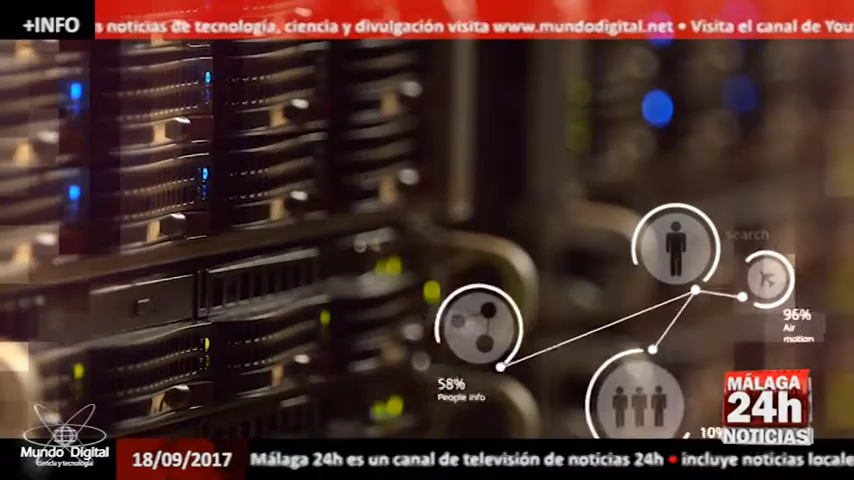 +INFO
s noticias de tecnología, ciencia y divulgación visita www.mundodigital.net • Visita el canal de You
search
96%
Air
motion
58%
People info
10%
MÁLAGA
24h
NOTICIAS
Mundo Digital
ciencia y tecnología
18/09/2017
Málaga 24h es un canal de televisión de noticias 24h • incluye noticias locale